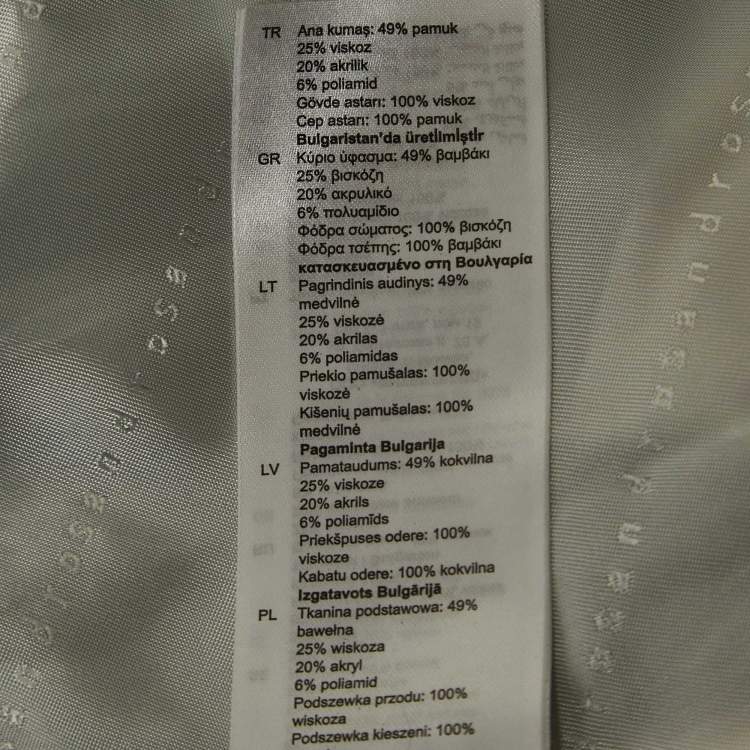 TR Ana kumaş: 49% pamuk
25% viskoz
20% akrilik
6% poliamid
Gövde astarı: 100% viskoz
Cep astarı: 100% pamuk
Bulgaristan'da üretİlmİştİr
GR Κύριο ύφασμα: 49% βαμβάκι
25% βισκόζη
20% ακρυλικό
6% πολυαμίδιο
Φόδρα σώματος: 100% βισκόζη
Φόδρα τσέπης: 100% βαμβάκι
κατασκευασμένο στη Βουλγαρία
LT Pagrindinis audinys: 49%
medvilnė
25% viskozė
20% akrilas
6% poliamidas
Priekio pamušalas: 100%
viskozė
Kišenių pamušalas: 100%
medvilnė
Pagaminta Bulgarija
LV Pamataudums: 49% kokvilna
25% viskoze
20% akrils
6% poliamīds
Priekšpuses odere: 100%
viskoze
Kabatu odere: 100% kokvilna
Izgatavots Bulgārijā
PL Tkanina podstawowa: 49%
bawełna
25% wiskoza
20% akryl
6% poliamid
Podszewka przodu: 100%
wiskoza
Podszewka kieszeni: 100%